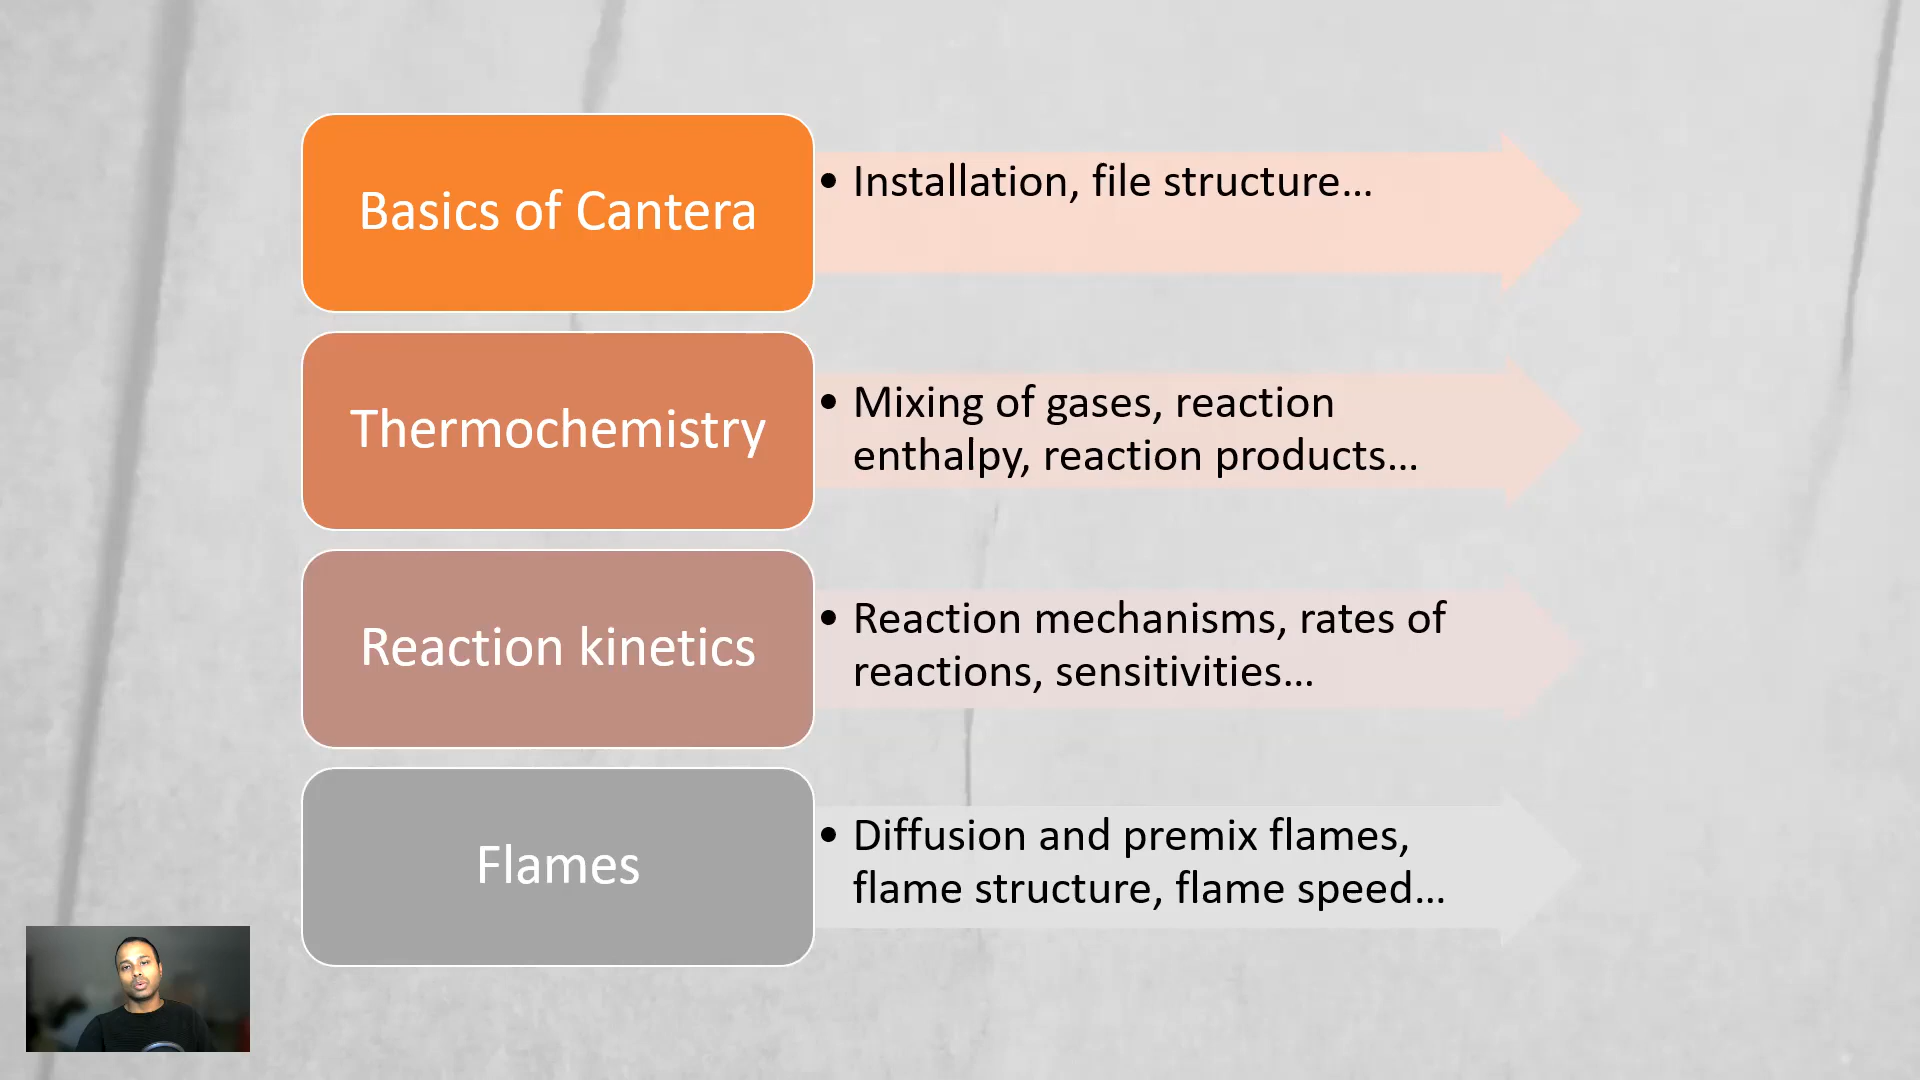 Basics of Cantera
• Installation, file structure...
Thermochemistry
• Mixing of gases, reaction
enthalpy, reaction products...
Reaction kinetics
• Reaction mechanisms, rates of
reactions, sensitivities...
Flames
• Diffusion and premix flames,
flame structure, flame speed...